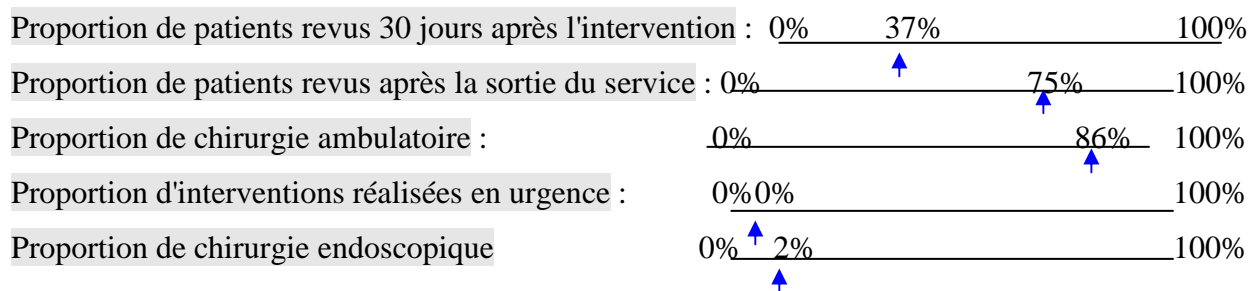 Proportion de patients revus 30 jours après l'intervention : 0% 37% 100%
Proportion de patients revus après la sortie du service : 0% 75% 100%
Proportion de chirurgie ambulatoire : 0% 86% 100%
Proportion d'interventions réalisées en urgence : 0% 0% 100%
Proportion de chirurgie endoscopique 0% 2% 100%